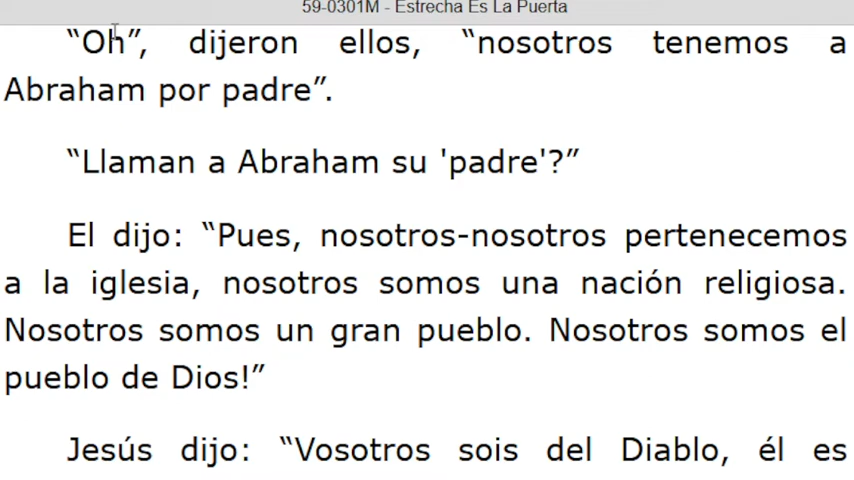 59-0301M - Estrecha Es La Puerta
“Oh”, dijeron ellos, “nosotros tenemos a
Abraham por padre”.
“Llaman a Abraham su 'padre'?”
El dijo: “Pues, nosotros-nosotros pertenecemos
a la iglesia, nosotros somos una nación religiosa.
Nosotros somos un gran pueblo. Nosotros somos el
pueblo de Dios!”
Jesús dijo: “Vosotros sois del Diablo, él es